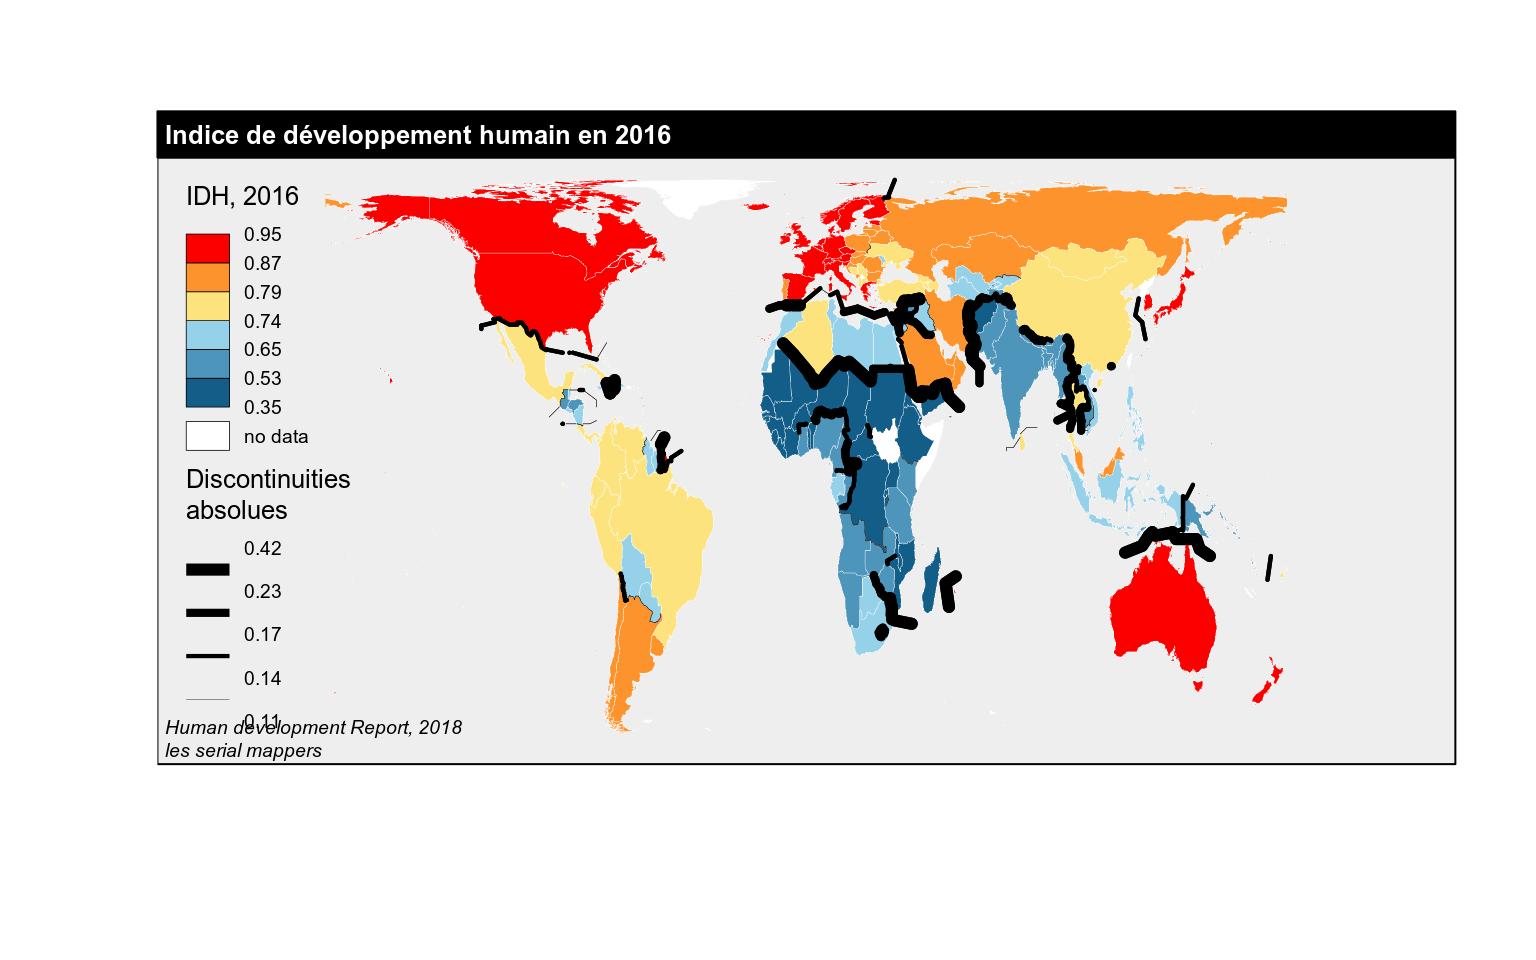 Indice de développement humain en 2016
IDH, 2016
0.95
0.87
0.79
0.74
0.65
0.53
0.35
no data
Discontinuities
absolues
0.42
0.23
0.17
0.14
0.11
Human development Report, 2018
les serial mappers